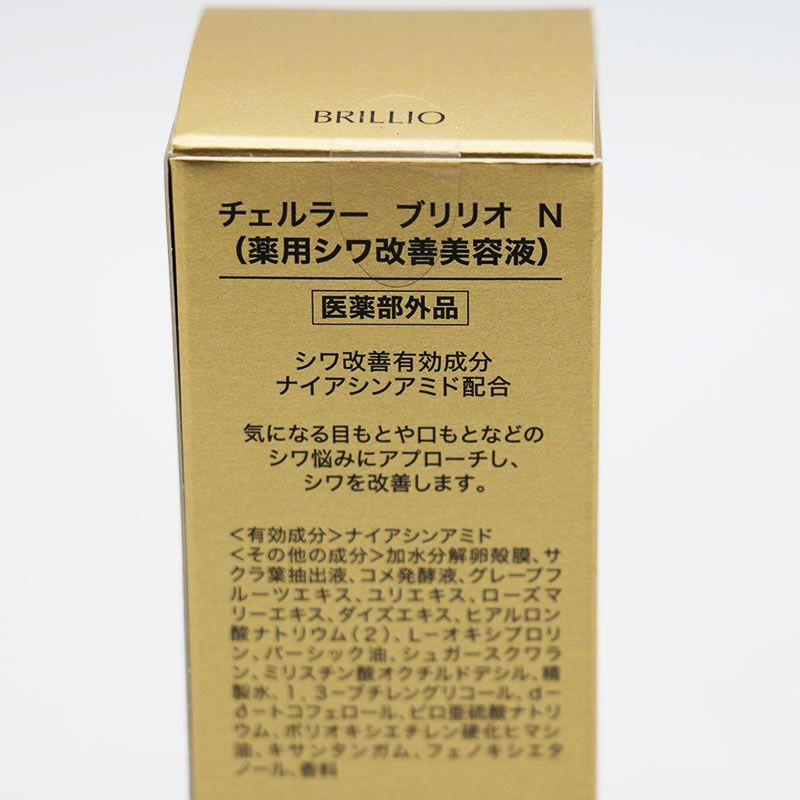 BRILLIO
チェルラー ブリリオ N
（薬用シワ改善美容液）
医薬部外品
シワ改善有効成分
ナイアシンアミド配合
気になる目もとや口もとなどの
シワ悩みにアプローチし、
シワを改善します。
＜有効成分＞ナイアシンアミド
＜その他の成分＞加水分解卵殻膜、サ
クラ葉抽出液、コメ発酵液、グレープフ
ルーツエキス、ユリエキス、ローズマ
リーエキス、ダイズエキス、ヒアルロン
酸ナトリウム（2）、L－オキシプロリ
ン、パーシック油、シュガースクワラ
ン、ミリスチン酸オクチルドデシル、精
製水、1，3－ブチレングリコール、d－
δ－トコフェロール、ピロ亜硫酸ナトリ
ウム、ポリオキシエチレン硬化ヒマシ
油、キサンタンガム、フェノキシエタ
ノール、香料